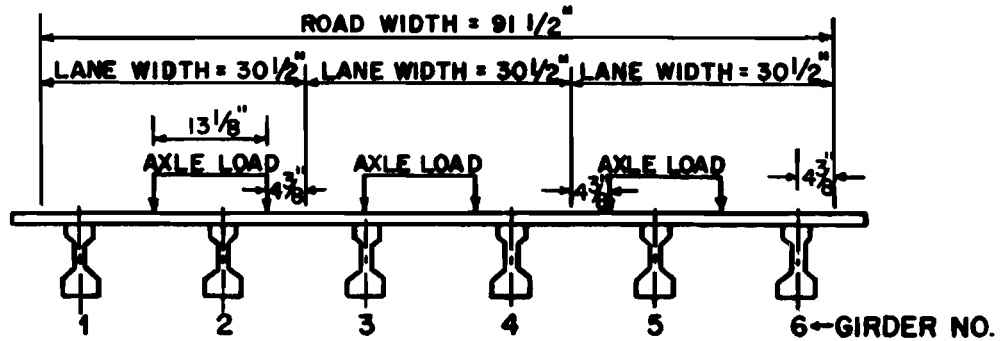 ROAD WIDTH = 91 1/2"
LANE WIDTH = 30 1/2" LANE WIDTH = 30 1/2" LANE WIDTH = 30 1/2"
13 1/8"
AXLE LOAD AXLE LOAD AXLE LOAD
4 3/8" 4 3/8" 4 3/8"
1 2 3 4 5 6 ←GIRDER NO.